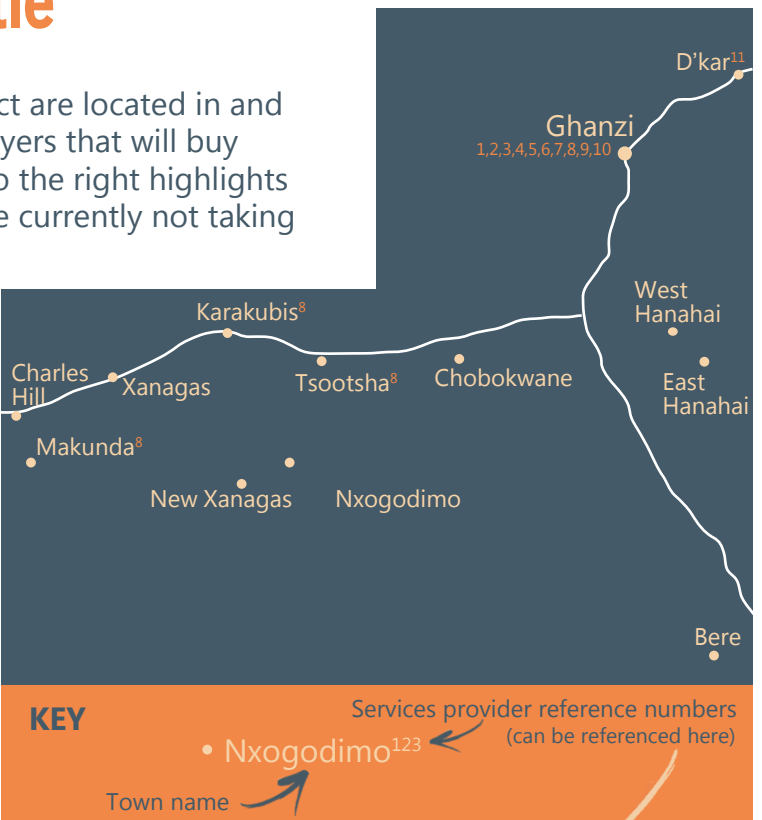 ct are located in and
yers that will buy
o the right highlights
e currently not taking
D'kar11
Ghanzi
1,2,3,4,5,6,7,8,9,10
West
Hanahai
Karakubis8
Charles
Hill
Xanagas
Tsootsha8
Chobokwane
East
Hanahai
Makunda8
New Xanagas
Nxogodimo
Bere
KEY
Services provider reference numbers
(can be referenced here)
• Nxogodimo123
Town name